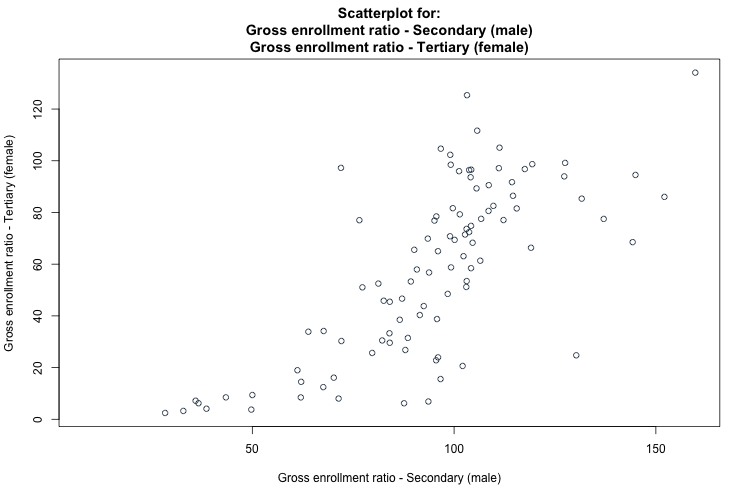 Scatterplot for:
Gross enrollment ratio - Secondary (male)
Gross enrollment ratio - Tertiary (female)
Gross enrollment ratio - Tertiary (female)
120
100
80
60
40
20
0
50
100
150
Gross enrollment ratio - Secondary (male)